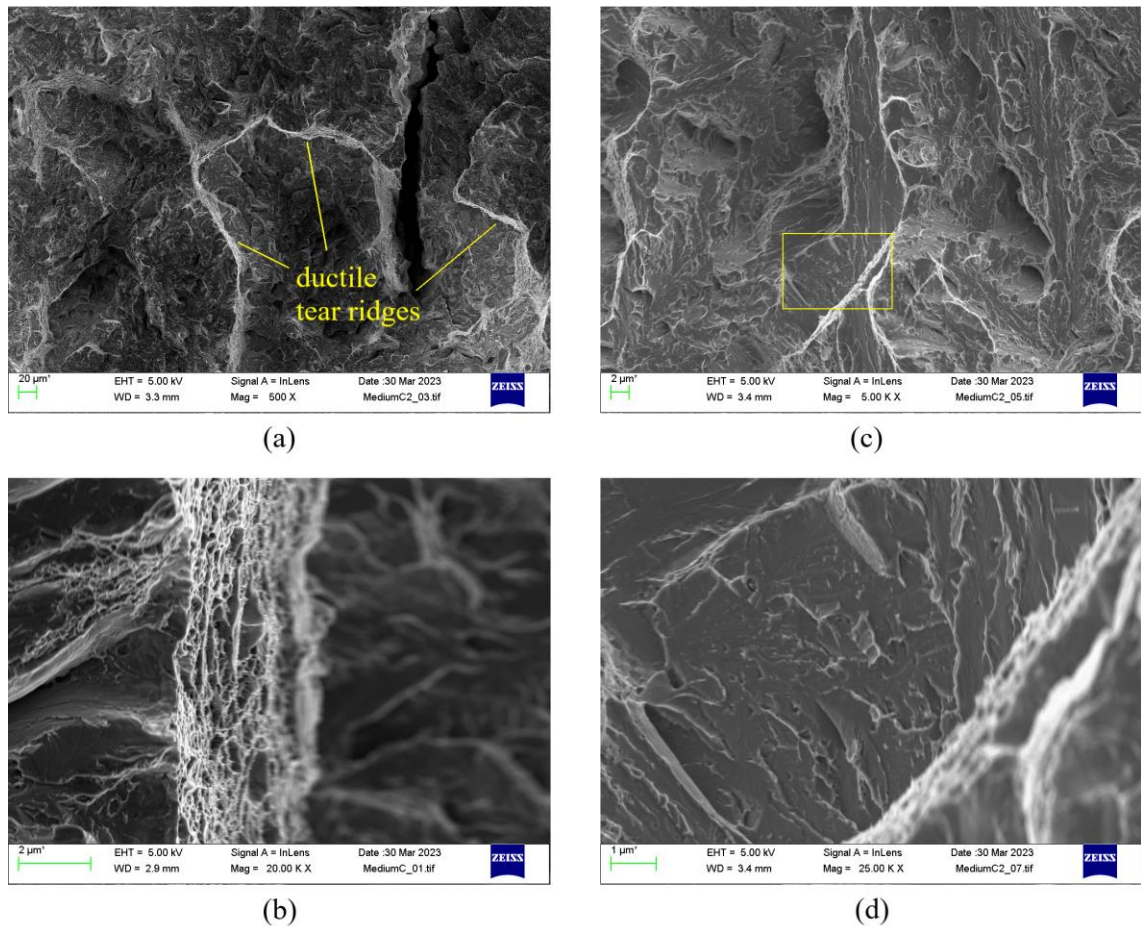 ductile
tear ridges
20 µm*
EHT = 5.00 kV
Signal A = InLens
Date :30 Mar 2023
WD = 3.3 mm
Mag = 500 X
MediumC2_03.tif
ZEISS
(a)
2 µm*
EHT = 5.00 kV
Signal A = InLens
Date :30 Mar 2023
WD = 3.4 mm
Mag = 5.00 K X
MediumC2_05.tif
ZEISS
(c)
2 µm*
EHT = 5.00 kV
Signal A = InLens
Date :30 Mar 2023
WD = 2.9 mm
Mag = 20.00 K X
MediumC_01.tif
ZEISS
(b)
1 µm*
EHT = 5.00 kV
Signal A = InLens
Date :30 Mar 2023
WD = 3.4 mm
Mag = 25.00 K X
MediumC2_07.tif
ZEISS
(d)